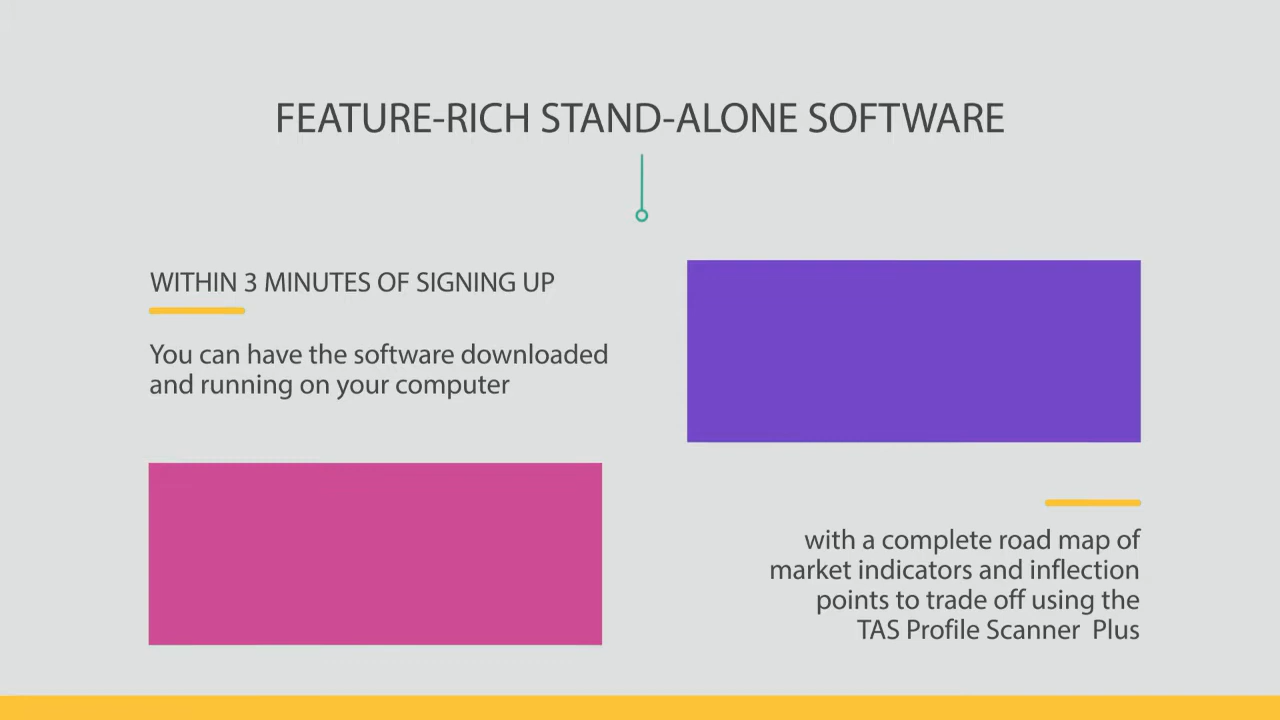 FEATURE-RICH STAND-ALONE SOFTWARE
WITHIN 3 MINUTES OF SIGNING UP
You can have the software downloaded
and running on your computer
with a complete road map of
market indicators and inflection
points to trade off using the
TAS Profile Scanner  Plus